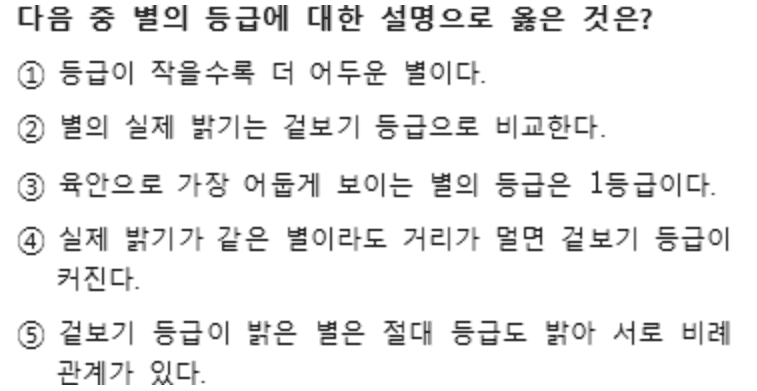 다음 중 별의 등급에 대한 설명으로 옳은 것은?
① 등급이 작을수록 더 어두운 별이다.
② 별의 실제 밝기는 겉보기 등급으로 비교한다.
③ 육안으로 가장 어둡게 보이는 별의 등급은 1등급이다.
④ 실제 밝기가 같은 별이라도 거리가 멀면 겉보기 등급이
커진다.
⑤ 겉보기 등급이 밝은 별은 절대 등급도 밝아 서로 비례
관계가 있다.